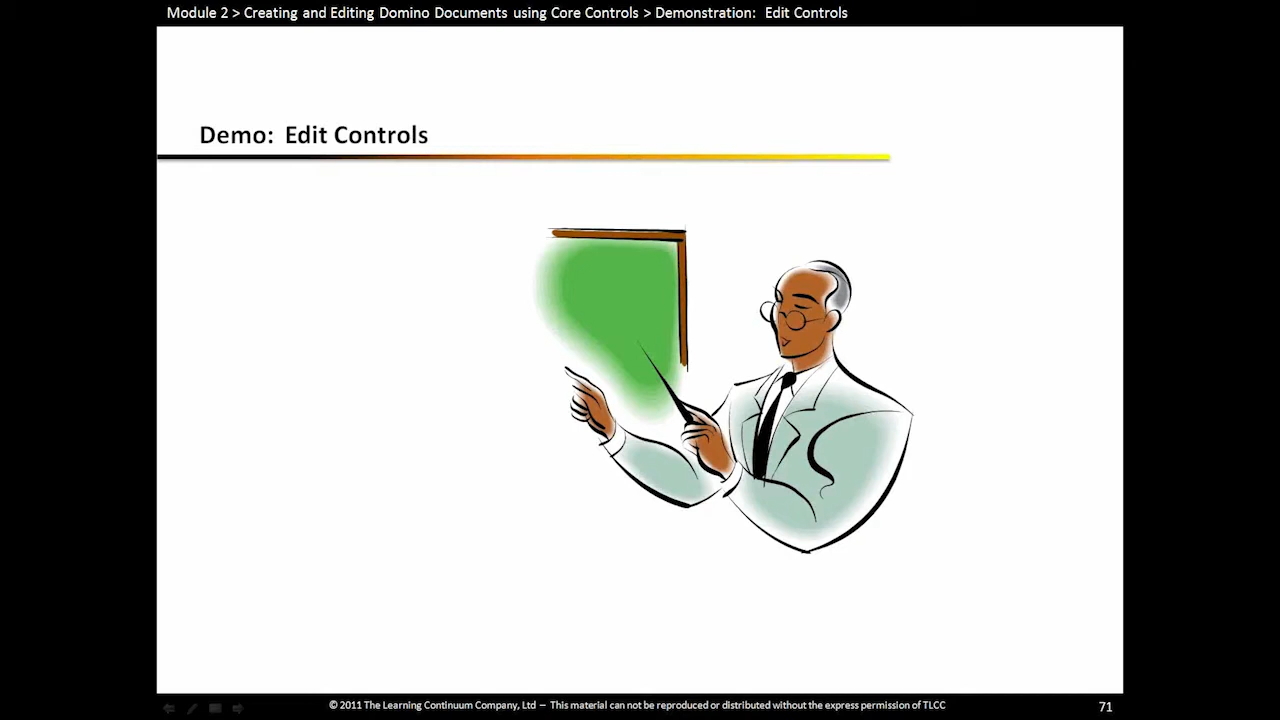 Module 2 > Creating and Editing Domino Documents using Core Controls > Demonstration:  Edit Controls
Demo:  Edit Controls
© 2011 The Learning Continuum Company, Ltd – This material can not be reproduced or distributed without the express permission of TLCC
71